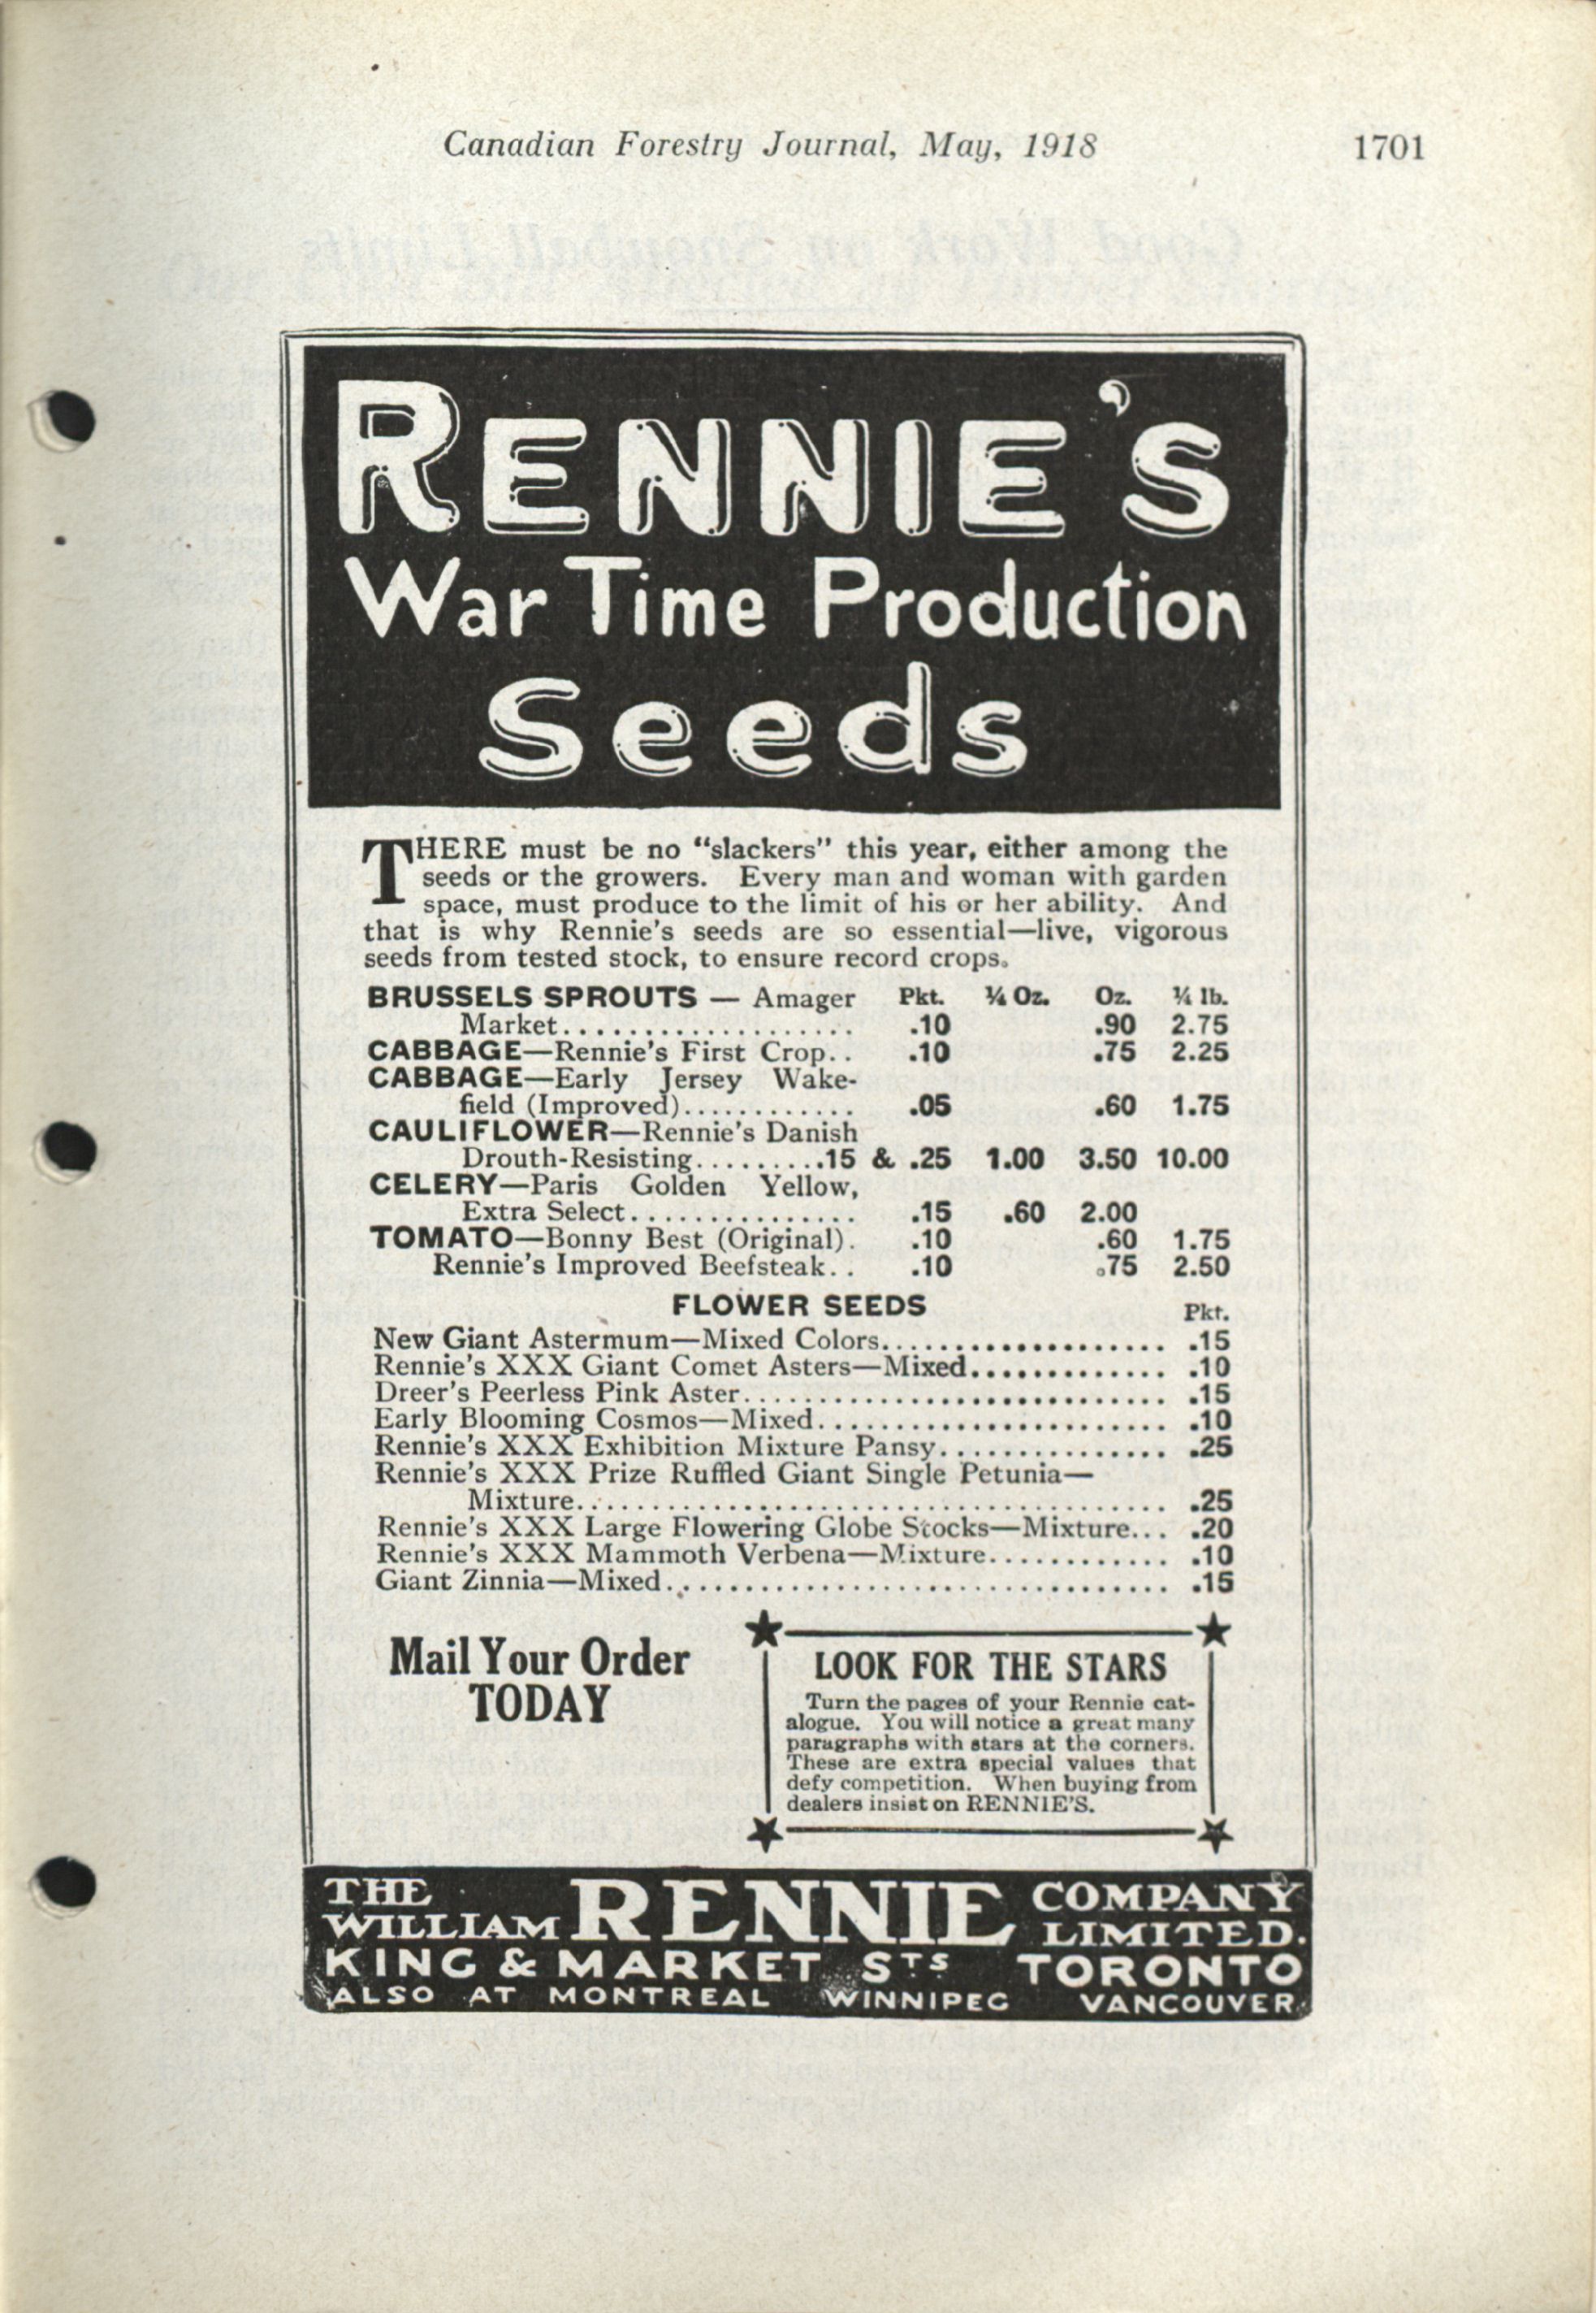 Canadian Forestry Journal, May, 1918 1701
RENNIE'S
War Time Production
Seeds
THERE must be no "slackers" this year, either among the
seeds or the growers. Every man and woman with garden
space, must produce to the limit of his or her ability. And
that is why Rennie's seeds are so essential—live, vigorous
seeds from tested stock, to ensure record crops.
BRUSSELS SPROUTS — Amager Pkt. ¼ Oz. Oz. ¼ lb.
Market................... .10 .90 2.75
CABBAGE—Rennie's First Crop.. .10 .75 2.25
CABBAGE—Early Jersey Wake-
field (Improved)............ .05 .60 1.75
CAULIFLOWER—Rennie's Danish
Drouth-Resisting.........15 & .25 1.00 3.50 10.00
CELERY—Paris Golden Yellow,
Extra Select............... .15 .60 2.00
TOMATO—Bonny Best (Original). .10 .60 1.75
Rennie's Improved Beefsteak.. .10 .75 2.50
FLOWER SEEDS Pkt.
New Giant Astermum—Mixed Colors.................... .15
Rennie's XXX Giant Comet Asters—Mixed............. .10
Dreer's Peerless Pink Aster............................... .15
Early Blooming Cosmos—Mixed......................... .10
Rennie's XXX Exhibition Mixture Pansy............... .25
Rennie's XXX Prize Ruffled Giant Single Petunia—
Mixture.......................................... .25
Rennie's XXX Large Flowering Globe Stocks—Mixture... .20
Rennie's XXX Mammoth Verbena—Mixture............ .10
Giant Zinnia—Mixed................................... .15
Mail Your Order
TODAY
LOOK FOR THE STARS
Turn the pages of your Rennie cat-
alogue. You will notice a great many
paragraphs with stars at the corners.
These are extra special values that
defy competition. When buying from
dealers insist on RENNIE'S.
THE WILLIAM RENNIE COMPANY LIMITED.
KING & MARKET STS TORONTO
ALSO AT MONTREAL WINNIPEG VANCOUVER